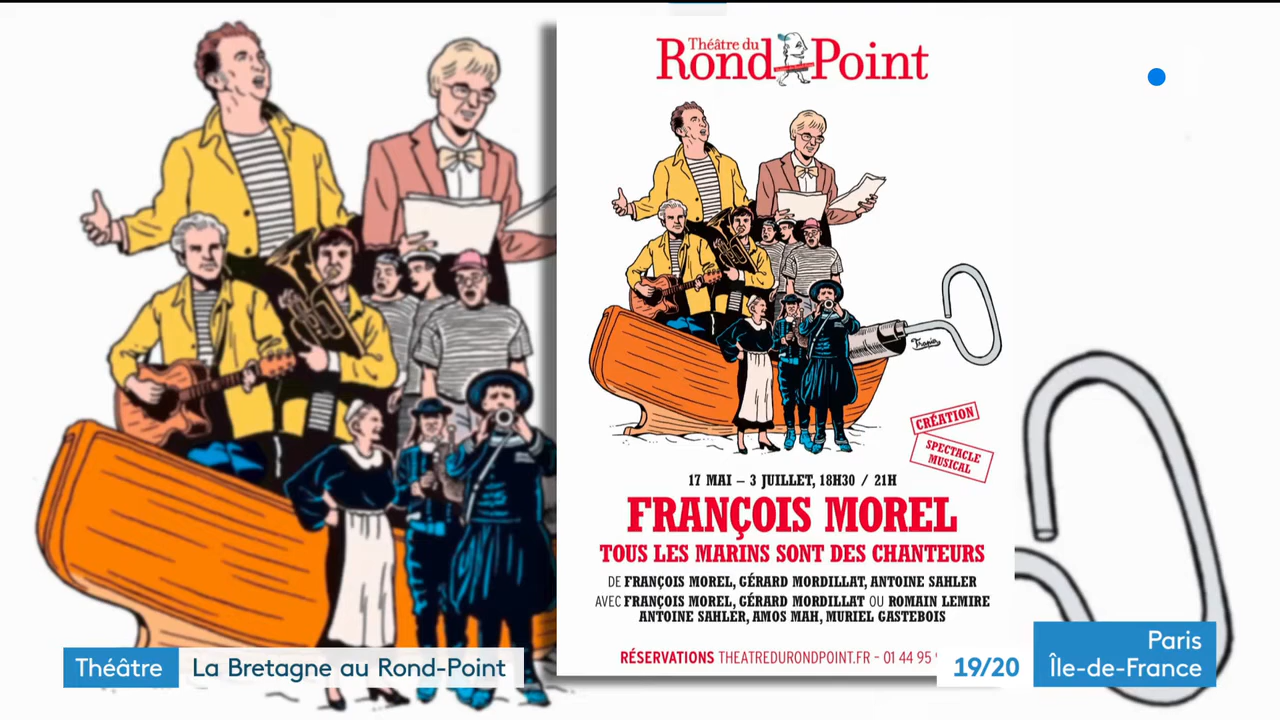 Théâtre du
Rond Point
Tropier
CRÉATION
SPECTACLE
MUSICAL
17 MAI – 3 JUILLET, 18H30 / 21H
FRANÇOIS MOREL
TOUS LES MARINS SONT DES CHANTEURS
DE FRANÇOIS MOREL, GÉRARD MORDILLAT, ANTOINE SAHLER
AVEC FRANÇOIS MOREL, GÉRARD MORDILLAT OU ROMAIN LEMIRE
ANTOINE SAHLER, AMOS MAH, MURIEL GASTEBOIS
RÉSERVATIONS THEATREDURONDPOINT.FR - 01 44 95
Théâtre La Bretagne au Rond-Point
19/20
Paris
Île-de-France